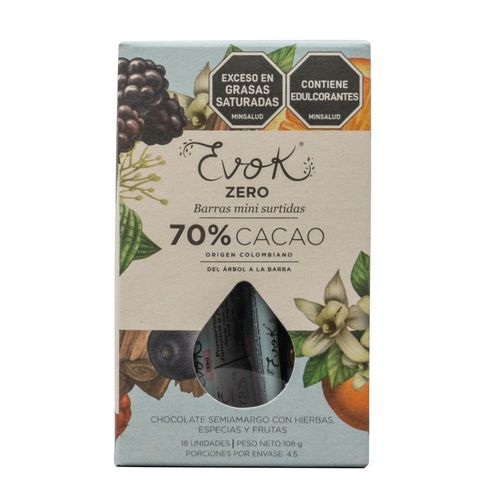 EXCESO EN
GRASAS
SATURADAS
MINSALUD
CONTIENE
EDULCORANTES
MINSALUD
Evok®
ZERO
Barras mini surtidas
70% CACAO
ORIGEN COLOMBIANO
DEL ÁRBOL A LA BARRA
Evok
CHOCOLATE SEMIAMARGO CON HIERBAS,
ESPECIAS Y FRUTAS
18 UNIDADES | PESO NETO 108 g
PORCIONES POR ENVASE: 4.5